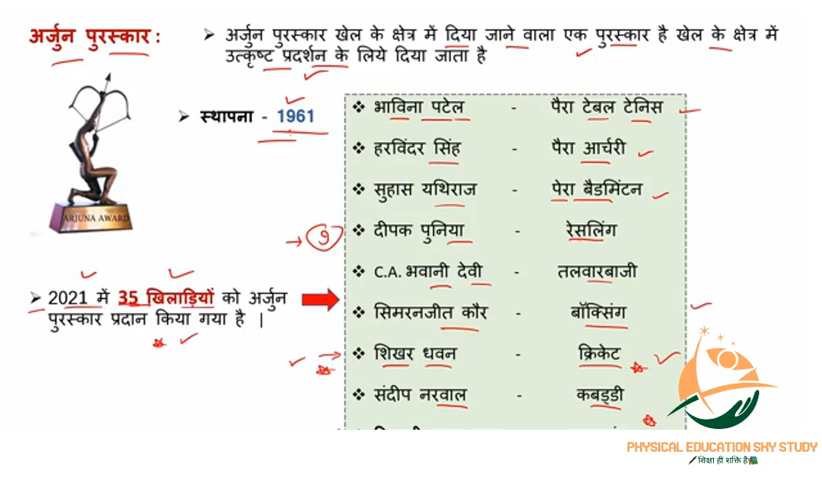 अर्जुन पुरस्कार :
➢ अर्जुन पुरस्कार खेल के क्षेत्र में दिया जाने वाला एक पुरस्कार है खेल के क्षेत्र में
उत्कृष्ट प्रदर्शन के लिये दिया जाता है
➢ स्थापना - 1961
ARJUNA AWARD
➢ 2021 में 35 खिलाड़ियों को अर्जुन
पुरस्कार प्रदान किया गया है |
❖ भाविना पटेल - पैरा टेबल टेनिस
❖ हरविंदर सिंह - पैरा आर्चरी
❖ सुहास यथिराज - पेरा बैडमिंटन
❖ दीपक पुनिया - रेसलिंग
❖ C.A. भवानी देवी - तलवारबाजी
❖ सिमरनजीत कौर - बॉक्सिंग
❖ शिखर धवन - क्रिकेट
❖ संदीप नरवाल - कबड्डी
PHYSICAL EDUCATION SKY STUDY
शिक्षा ही शक्ति है